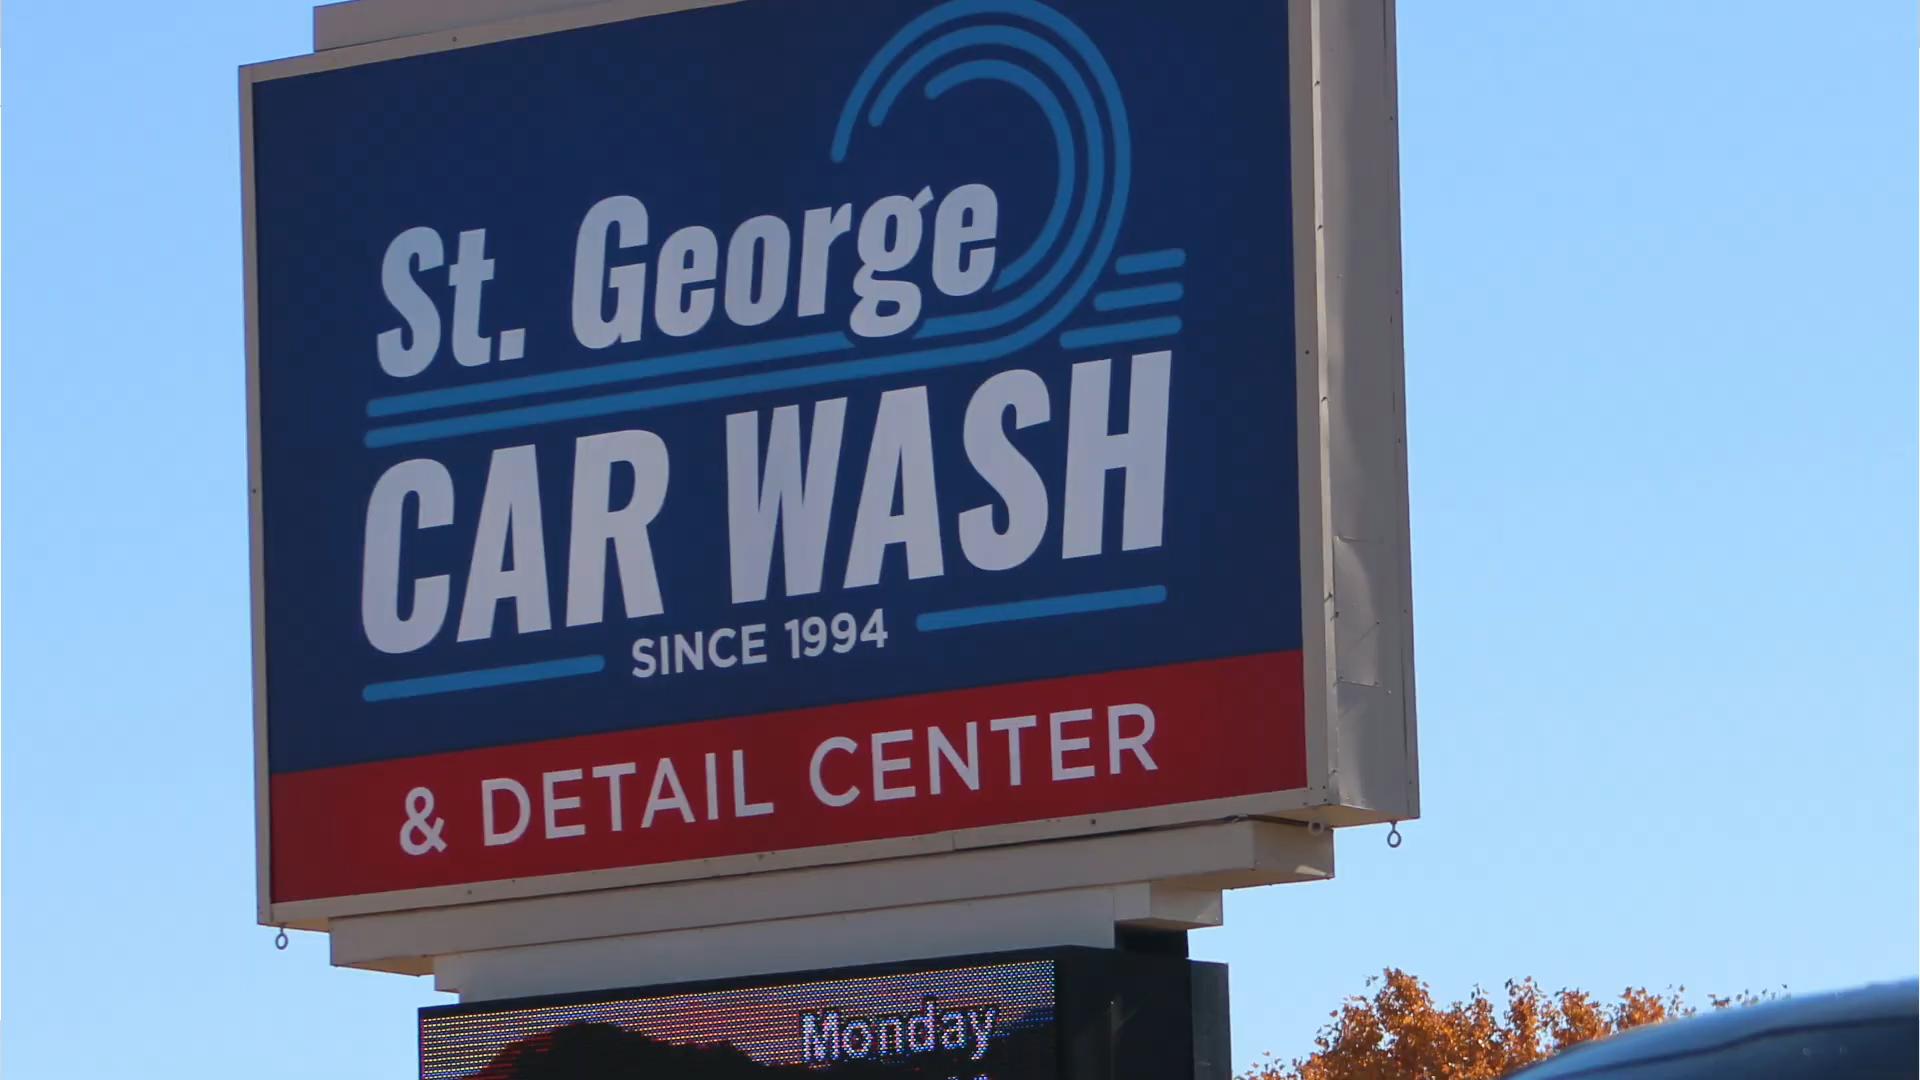 St. George
CAR WASH
SINCE 1994
& DETAIL CENTER
Monday